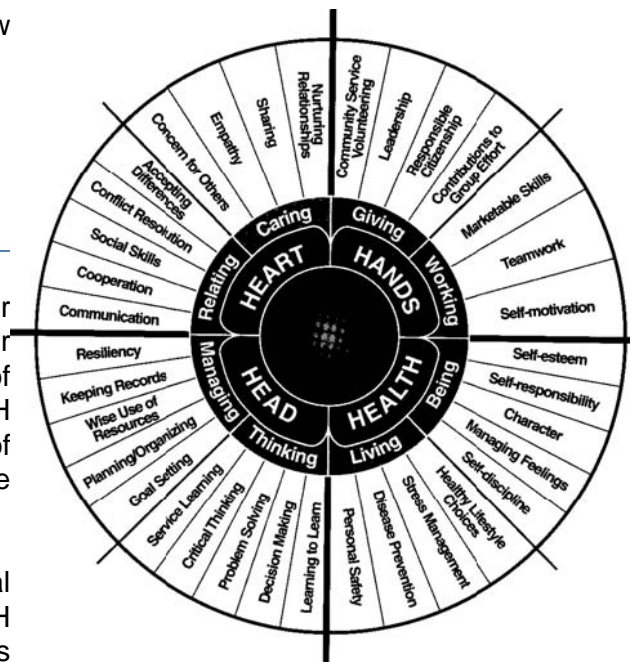 w
r
r
of
H
of
e
al
H
s
HEART
Caring
Nurturing
Relationships
Sharing
Empathy
Concern for Others
Relating
Accepting
Differences
Conflict Resolution
Social Skills
Cooperation
Communication
HANDS
Giving
Community Service
Volunteering
Leadership
Responsible
Citizenship
Contributions to
Group Effort
Working
Marketable Skills
Teamwork
Self-motivation
HEALTH
Being
Self-esteem
Self-responsibility
Character
Managing Feelings
Self-discipline
Living
Healthy Lifestyle
Choices
Stress Management
Disease Prevention
Personal Safety
HEAD
Thinking
Learning to Learn
Decision Making
Problem Solving
Critical Thinking
Service Learning
Managing
Goal Setting
Planning/Organizing
Wise Use of
Resources
Keeping Records
Resiliency